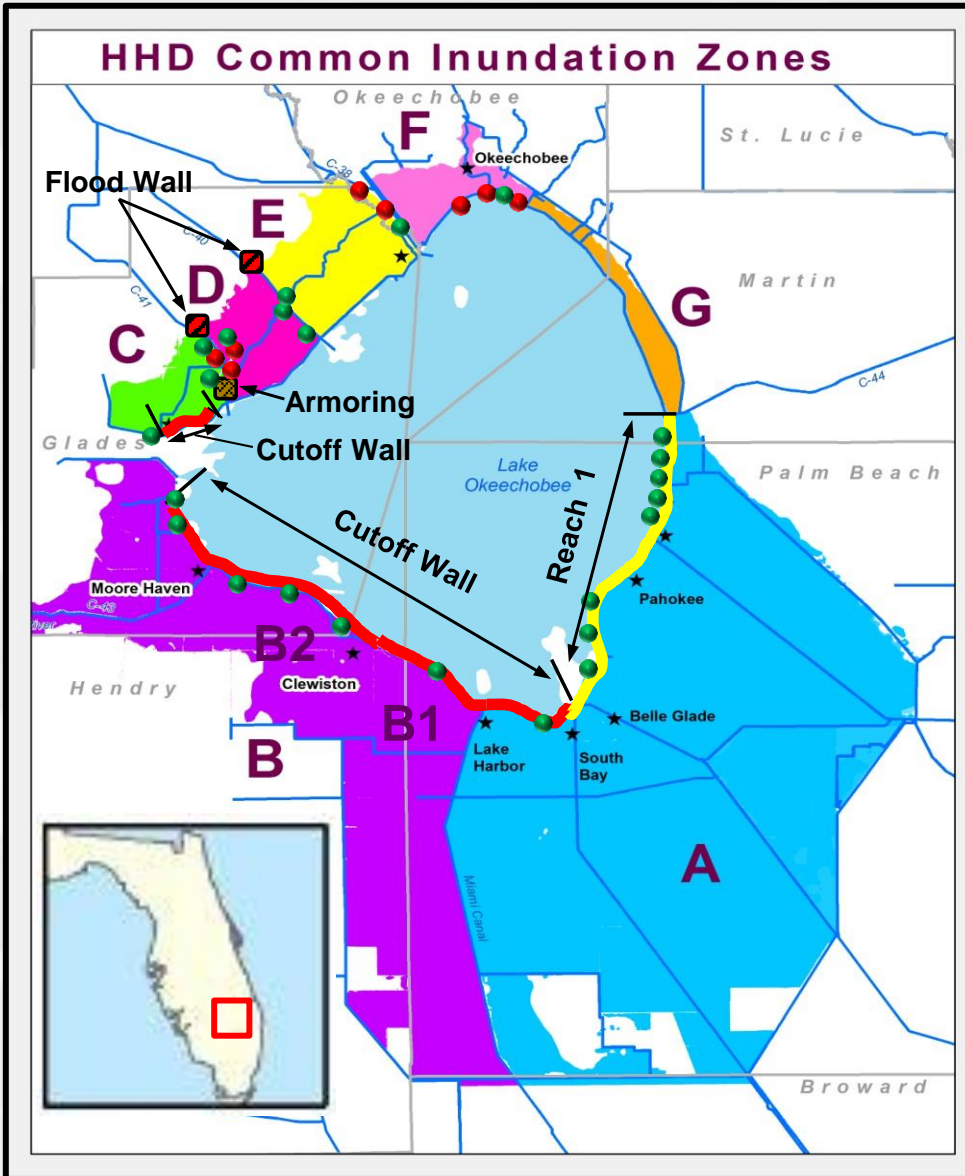 HHD Common Inundation Zones
Okeechobee
F
St. Lucie
C-38
Okeechobee
Flood Wall
E
C-40
D
Martin
C-41
G
C
C-44
Armoring
Glades
Cutoff Wall
Lake
Okeechobee
Palm Beach
Reach 1
Cutoff Wall
Moore Haven
Pahokee
C-43
River
B2
Hendry
Clewiston
B1
Belle Glade
Lake
Harbor
South
Bay
B
A
Miami Canal
Broward